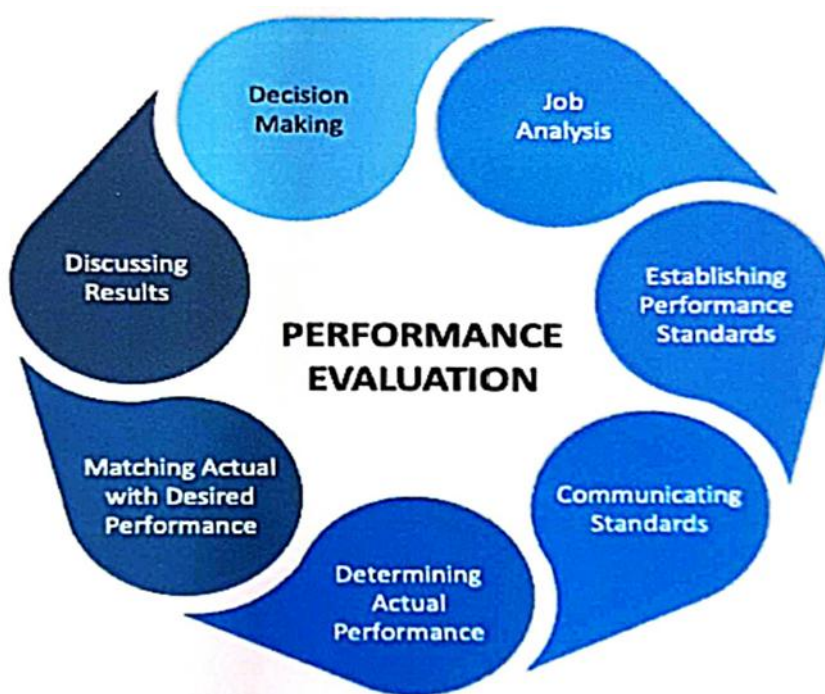 PERFORMANCE
EVALUATION
Job
Analysis
Establishing
Performance
Standards
Communicating
Standards
Determining
Actual
Performance
Matching Actual
with Desired
Performance
Discussing
Results
Decision
Making